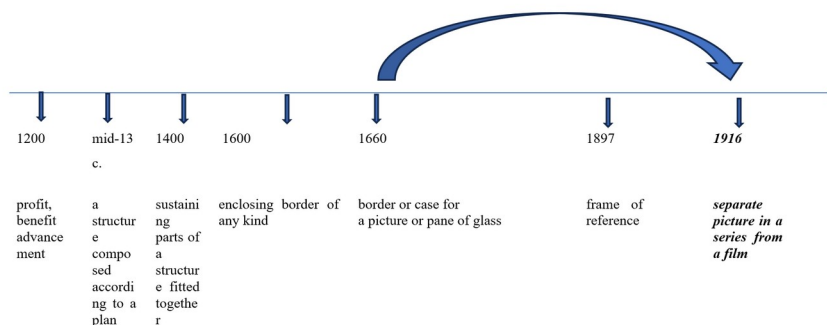 1200
mid-13
c.
1400
1600
1660
1897
1916
profit,
benefit
advance
ment
a
structur
e
compo
sed
accordi
ng to a
plan
sustaini
ng
parts of
a
structur
e fitted
togethe
r
enclosing border of
any kind
border or case for
a picture or pane of glass
frame of
reference
separate
picture in a
series from
a film